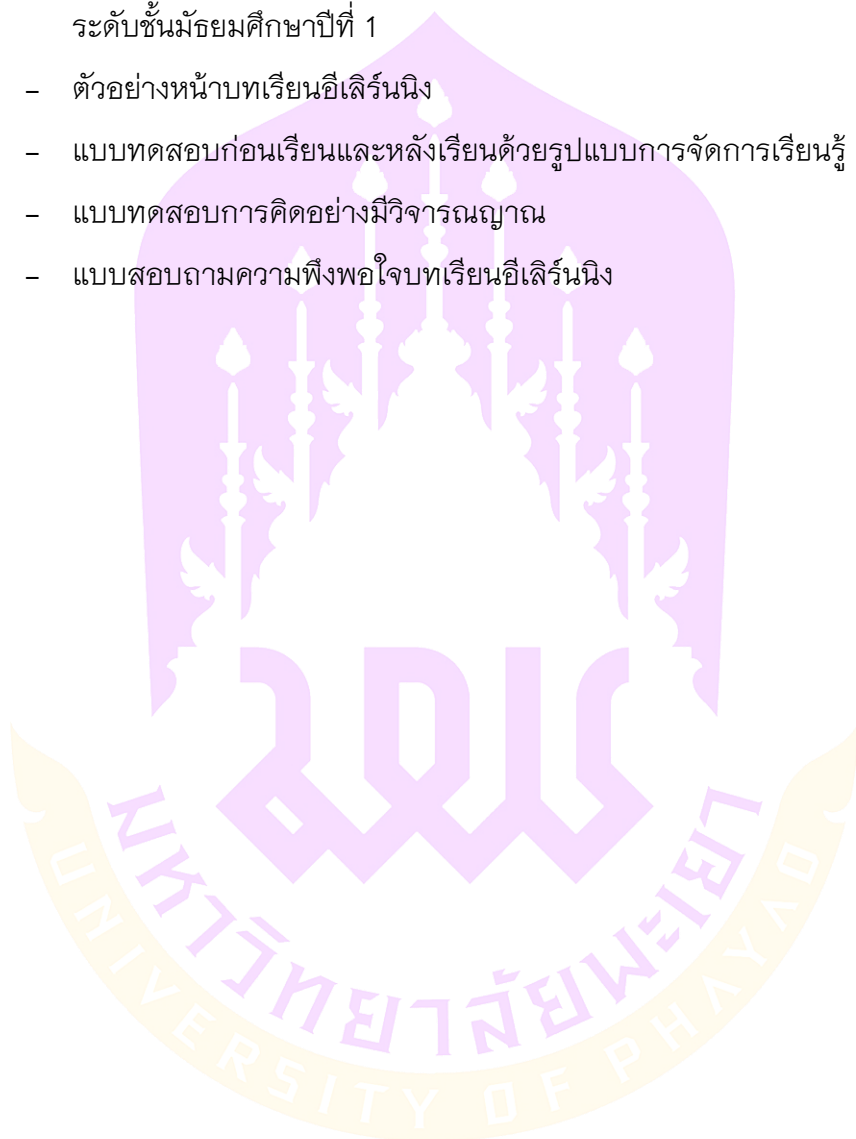 ระดับชั้นมัธยมศึกษาปีที่ 1
– ตัวอย่างหน้าบทเรียนอีเลิร์นนิง
– แบบทดสอบก่อนเรียนและหลังเรียนด้วยรูปแบบการจัดการเรียนรู้
– แบบทดสอบการคิดอย่างมีวิจารณญาณ
– แบบสอบถามความพึงพอใจบทเรียนอีเลิร์นนิง
มพย
มหาวิทยาลัยพะเยา
UNIVERSITY OF PHAYAO